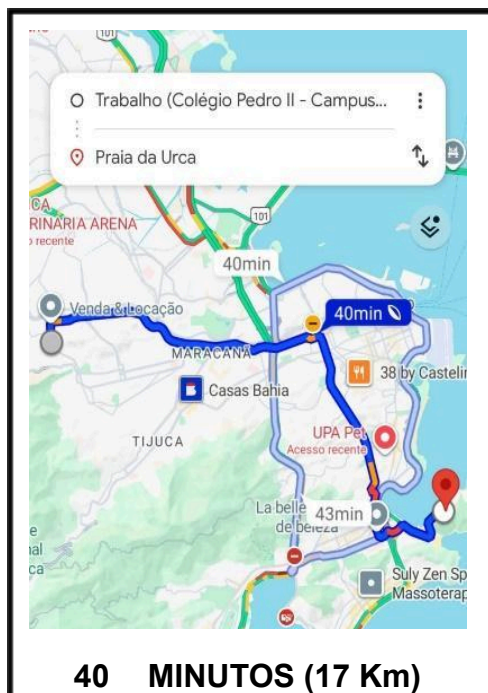 101
Trabalho (Colégio Pedro II - Campus...
Praia da Urca
CA
RINARIA ARENA
o recente
101
40min
Venda & Locação
40min
MARACANÃ
38 by Castelin
Casas Bahia
UPA Pet
Acesso recente
TIJUCA
La belle
de beleza
43min
Suly Zen Sp
Massoterap
40 MINUTOS (17 Km)